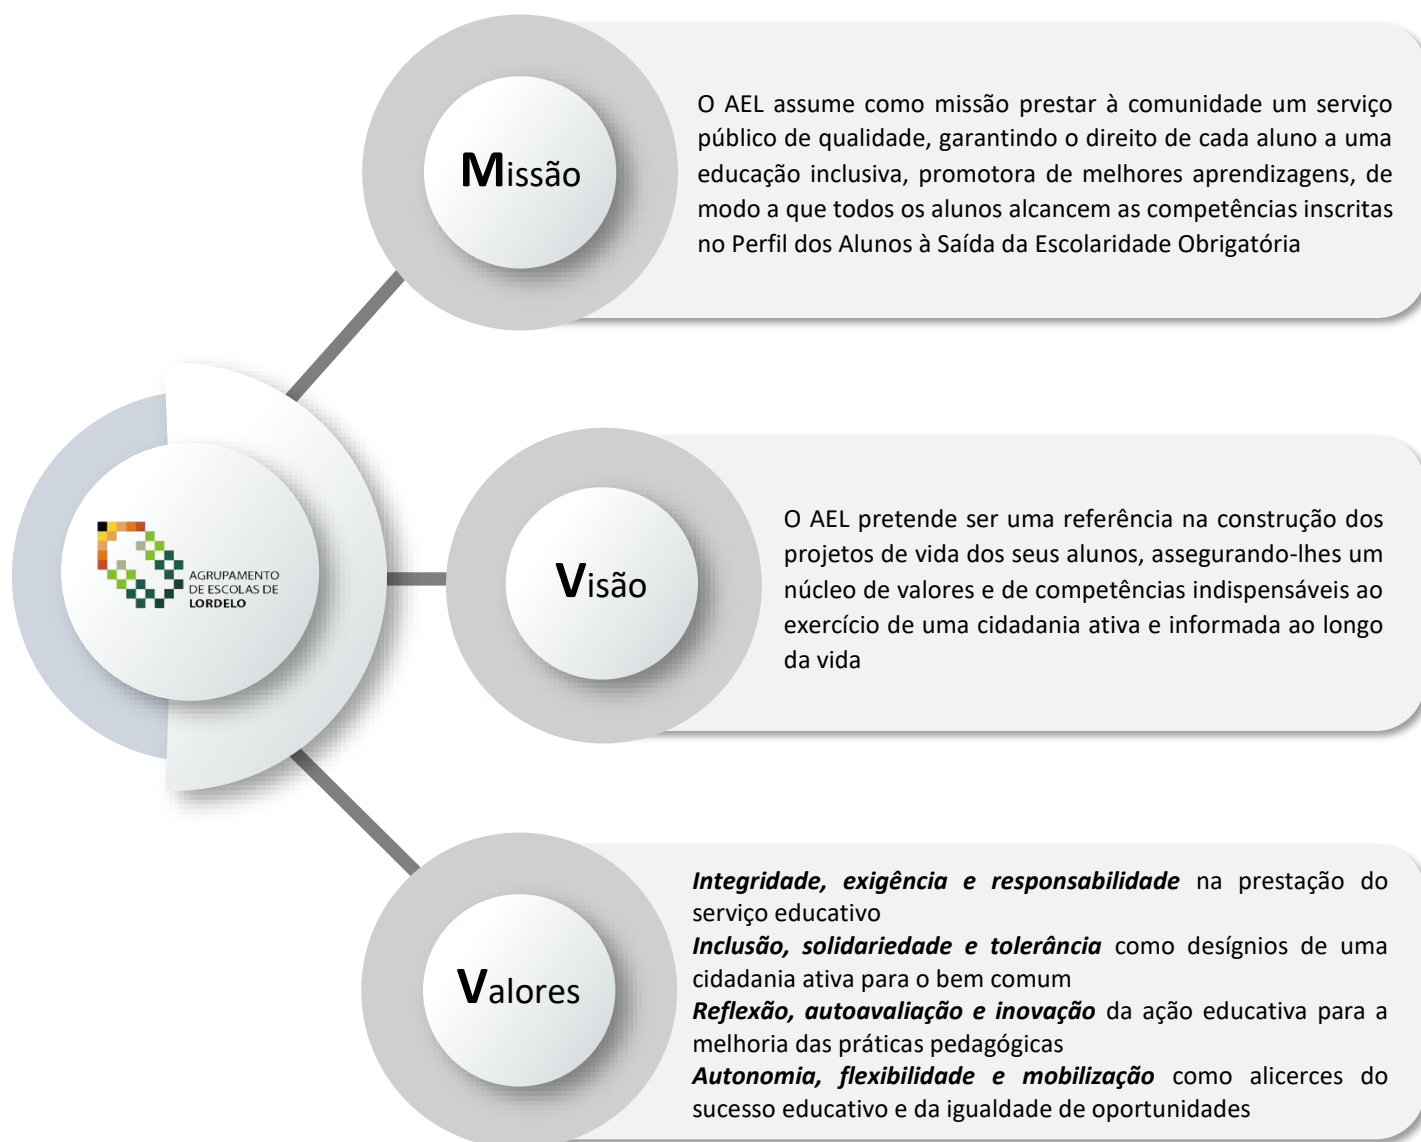 Missão
O AEL assume como missão prestar à comunidade um serviço
público de qualidade, garantindo o direito de cada aluno a uma
educação inclusiva, promotora de melhores aprendizagens, de
modo a que todos os alunos alcancem as competências inscritas
no Perfil dos Alunos à Saída da Escolaridade Obrigatória
AGRUPAMENTO
DE ESCOLAS DE
LORDELO
Visão
O AEL pretende ser uma referência na construção dos
projetos de vida dos seus alunos, assegurando-lhes um
núcleo de valores e de competências indispensáveis ao
exercício de uma cidadania ativa e informada ao longo
da vida
Valores
Integridade, exigência e responsabilidade na prestação do
serviço educativo
Inclusão, solidariedade e tolerância como desígnios de uma
cidadania ativa para o bem comum
Reflexão, autoavaliação e inovação da ação educativa para a
melhoria das práticas pedagógicas
Autonomia, flexibilidade e mobilização como alicerces do
sucesso educativo e da igualdade de oportunidades